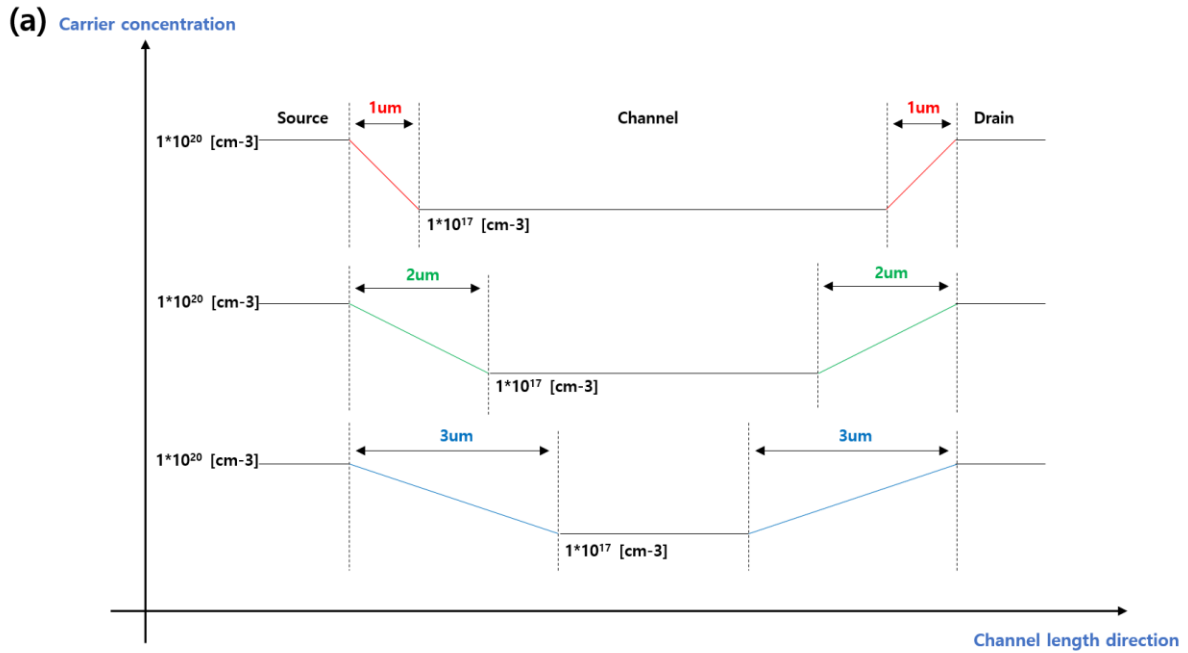 (a) Carrier concentration
1um 1um
Source Channel Drain
1*10²⁰ [cm-3]
1*10¹⁷ [cm-3]
2um 2um
1*10²⁰ [cm-3]
1*10¹⁷ [cm-3]
3um 3um
1*10²⁰ [cm-3]
1*10¹⁷ [cm-3]
Channel length direction